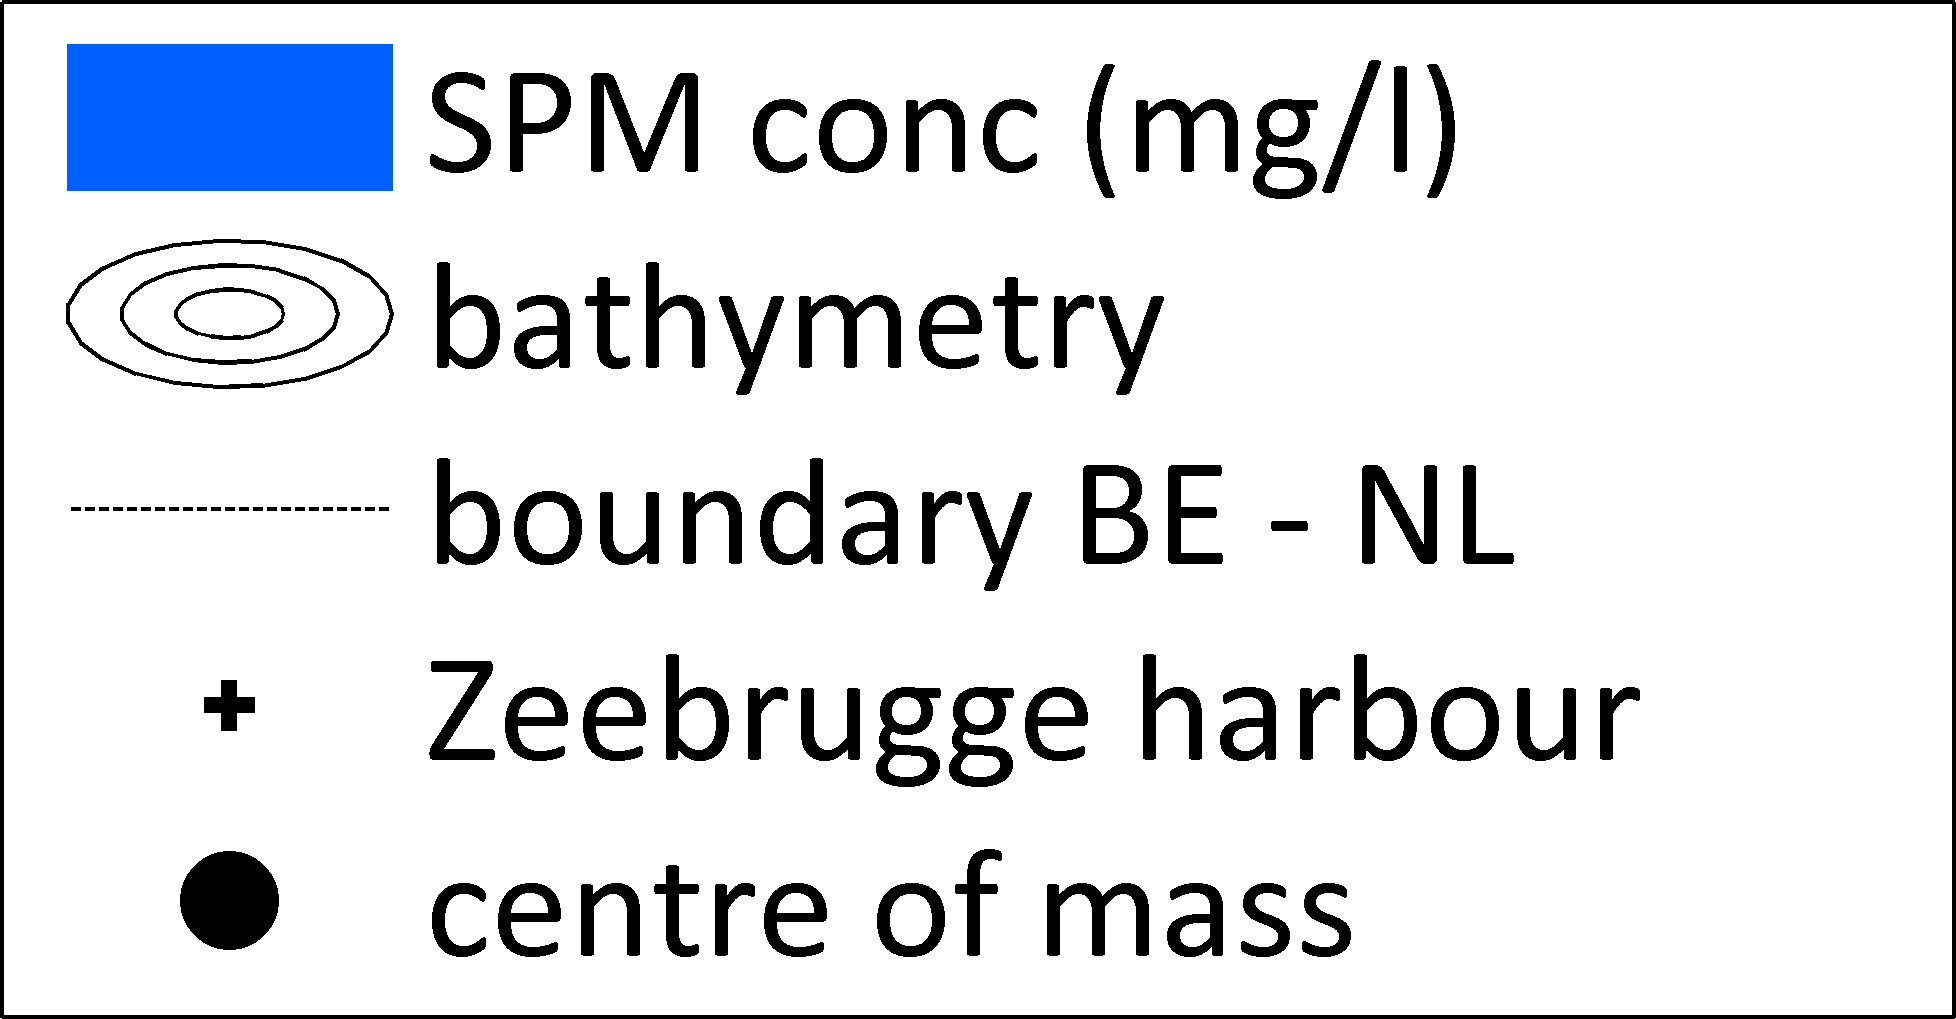 SPM conc (mg/l)
bathymetry
boundary BE - NL
Zeebrugge harbour
centre of mass